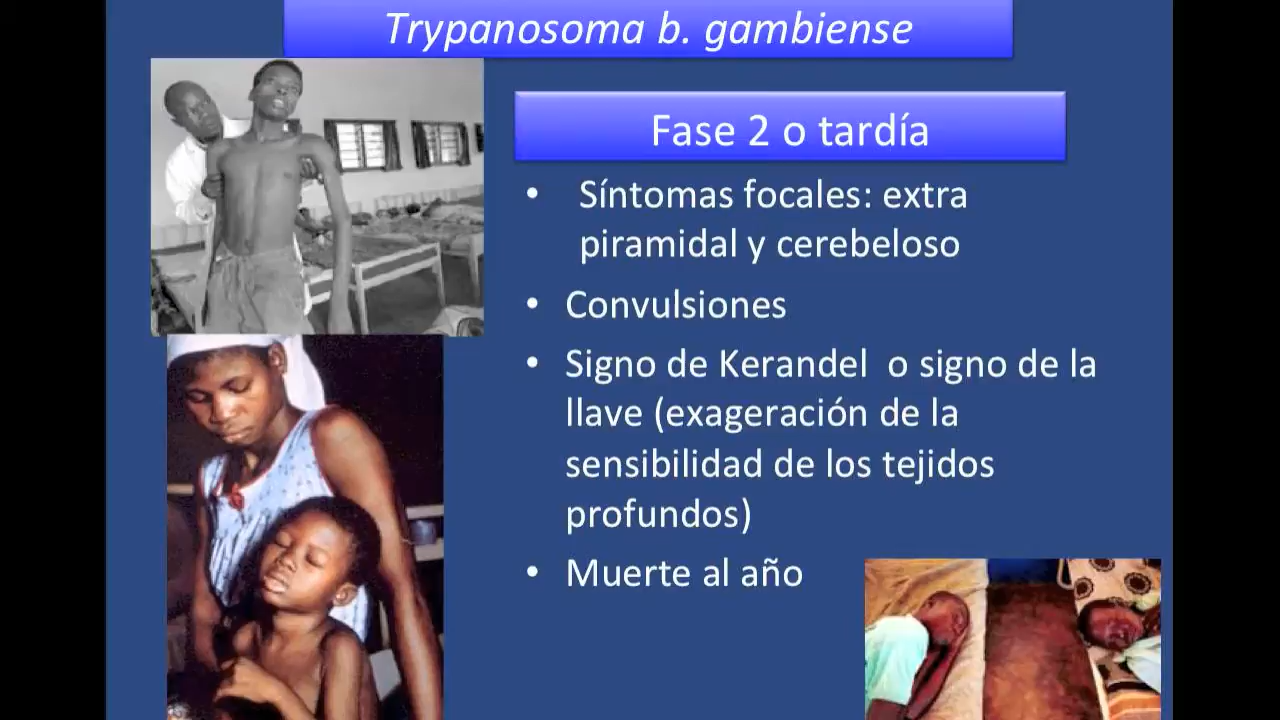 Trypanosoma b. gambiense
Fase 2 o tardía
• Síntomas focales: extra
piramidal y cerebeloso
• Convulsiones
• Signo de Kerandel o signo de la
llave (exageración de la
sensibilidad de los tejidos
profundos)
• Muerte al año